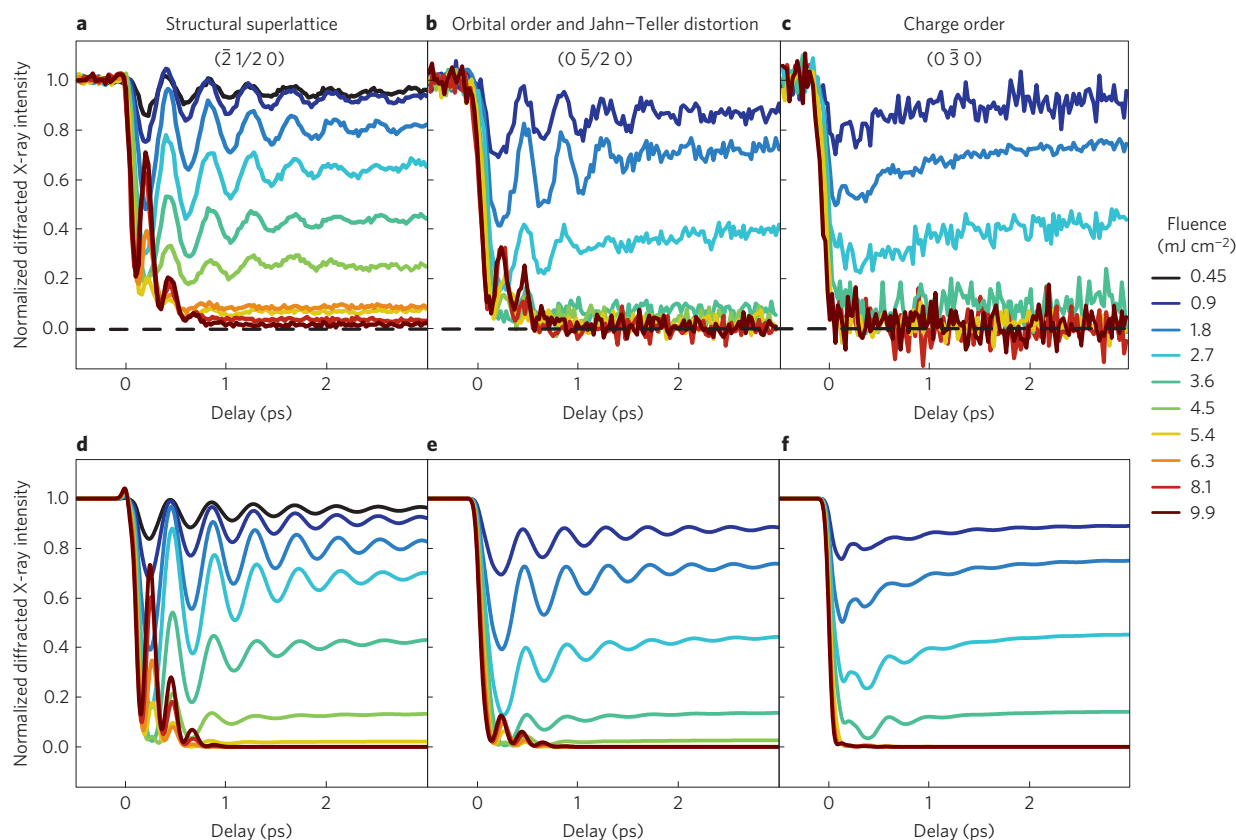 a Structural superlattice
b Orbital order and Jahn–Teller distortion
c Charge order
(2̄ 1/2 0)
(0 5̄/2 0)
(0 3̄ 0)
Normalized diffracted X-ray intensity
1.0
0.8
0.6
0.4
0.2
0.0
0 1 2
0 1 2
0 1 2
Delay (ps)
Delay (ps)
Delay (ps)
Fluence
(mJ cm⁻²)
0.45
0.9
1.8
2.7
3.6
4.5
5.4
6.3
8.1
9.9
d
e
f
Normalized diffracted X-ray intensity
1.0
0.8
0.6
0.4
0.2
0.0
0 1 2
0 1 2
0 1 2
Delay (ps)
Delay (ps)
Delay (ps)